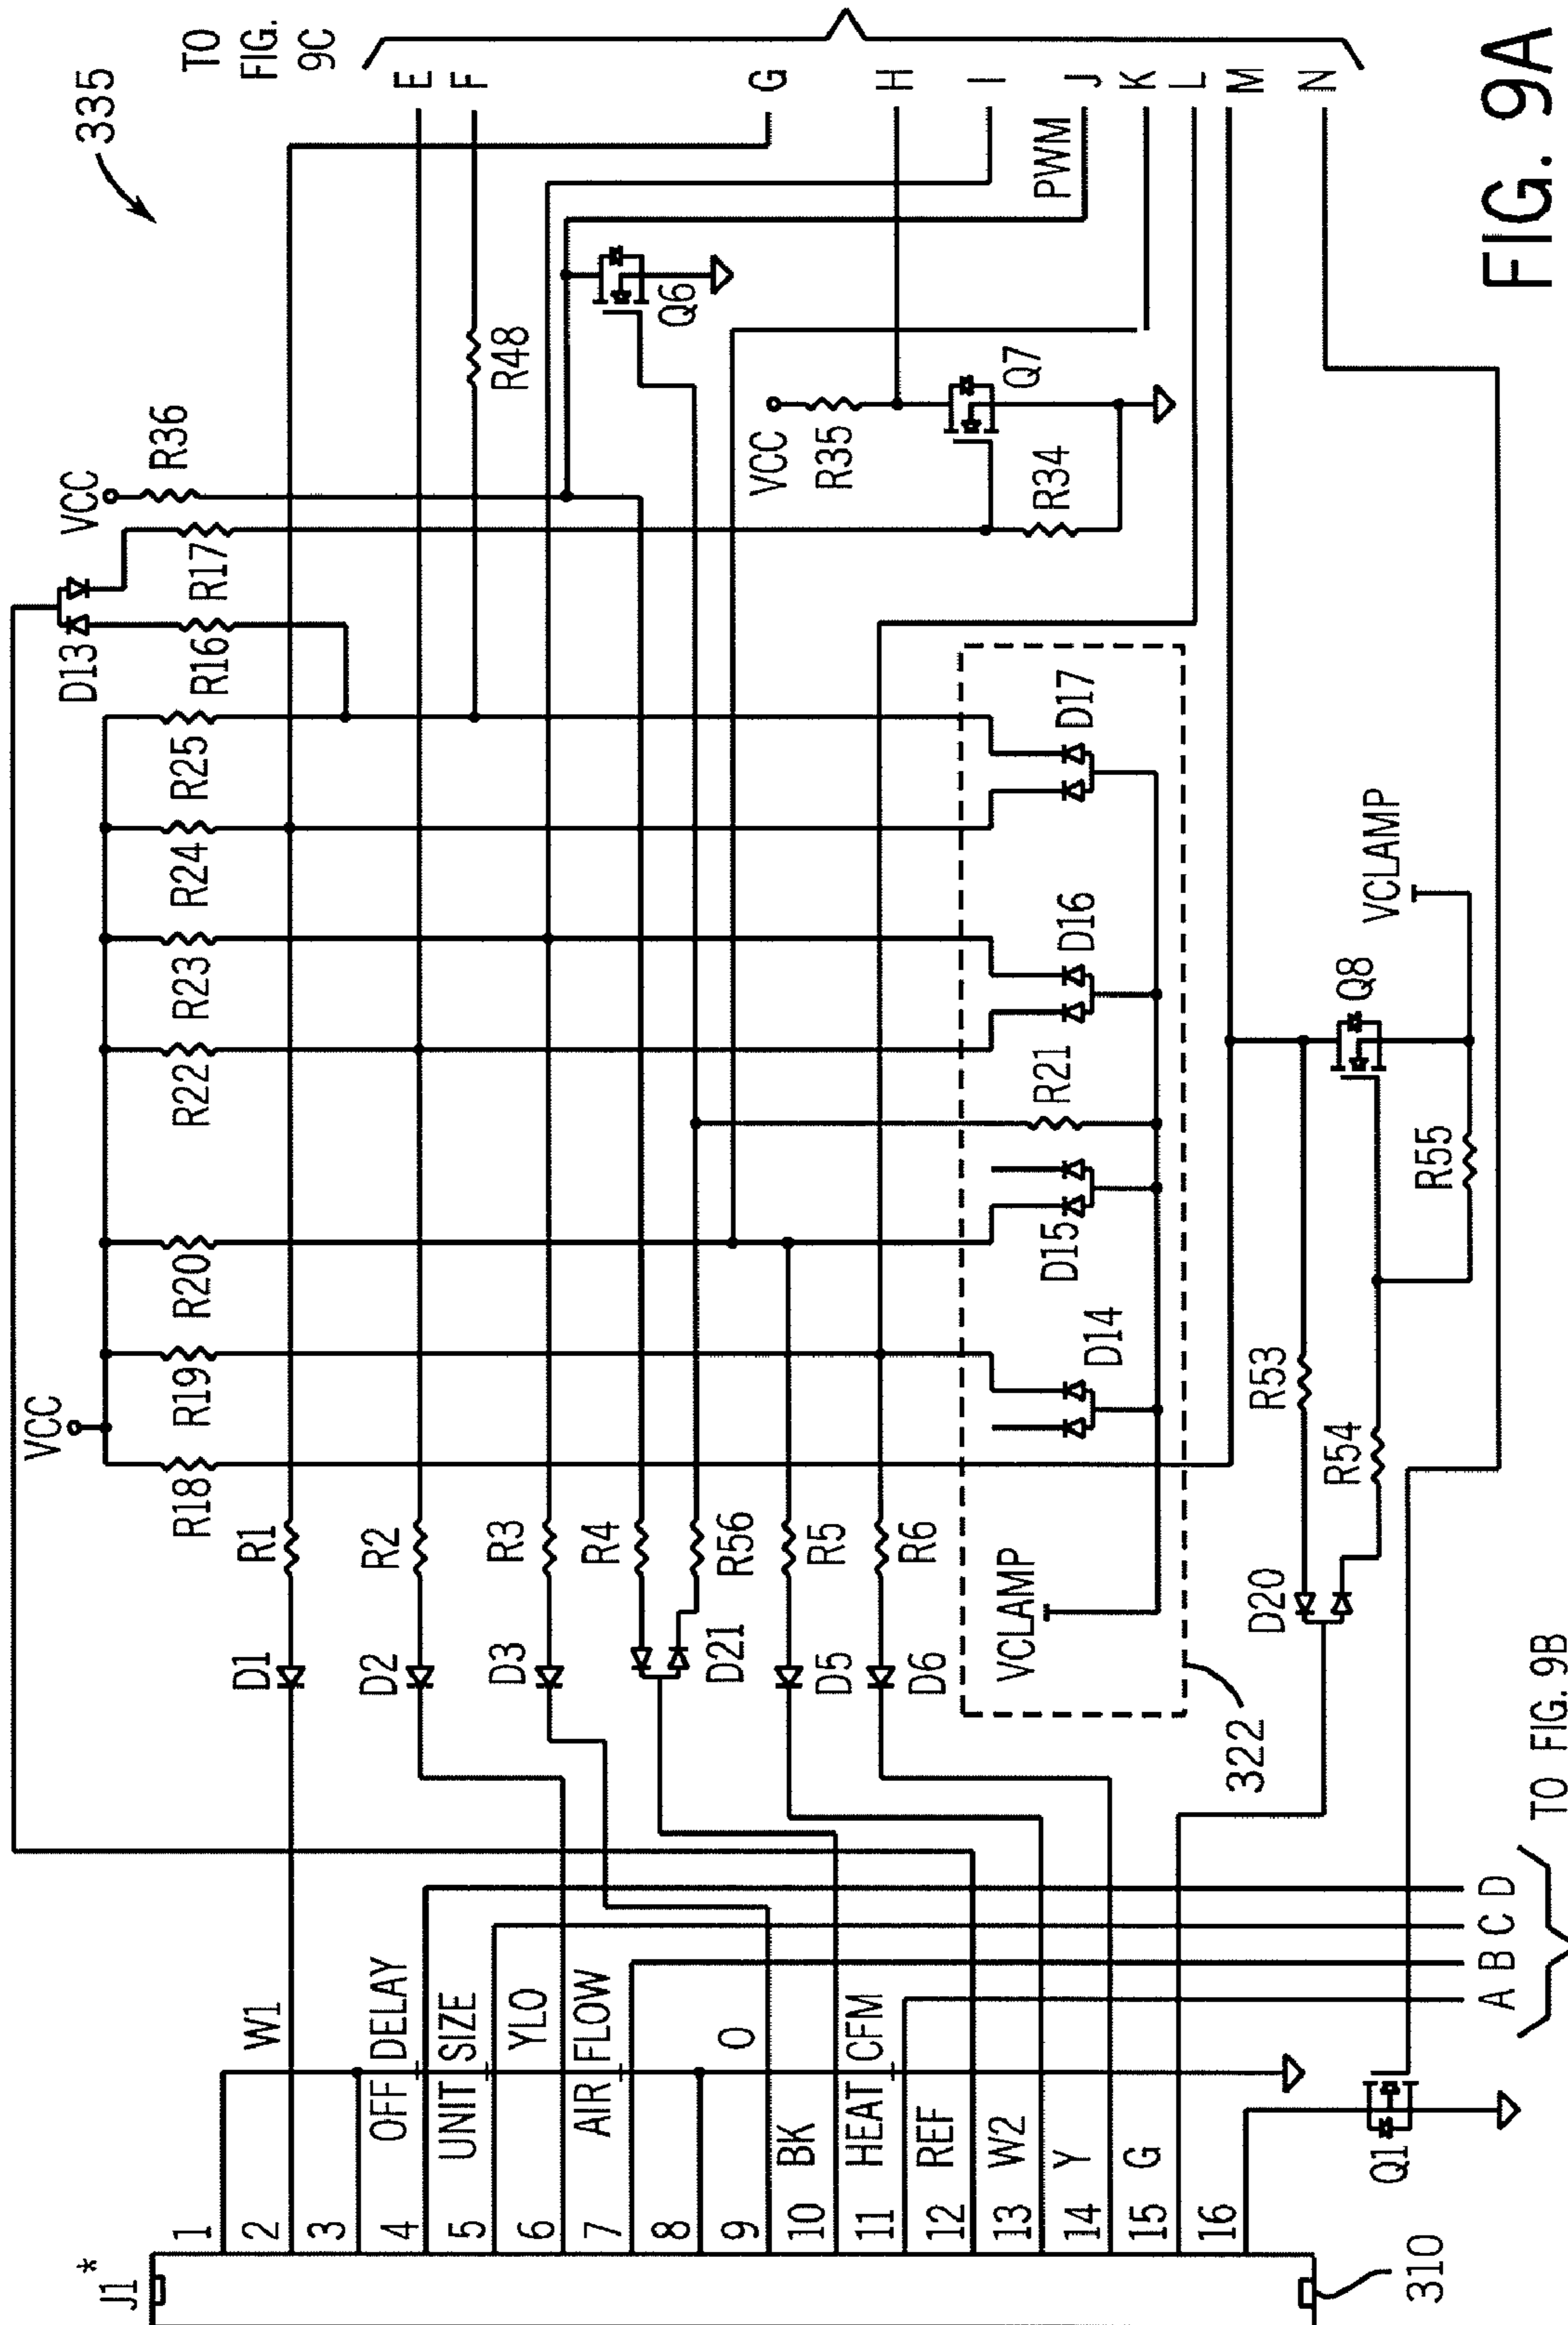 335
TO
FIG.
9C
E
F
G
H
I
J
K
L
M
N
PWM
VCC
R36
D13
R17
R16
R48
Q6
VCC
R35
Q7
R34
VCC
R18
R19
R20
R22
R23
R24
R25
R1
R2
R3
R4
R56
R5
R6
D1
D2
D3
D21
D5
D6
D14
D15
R21
D16
D17
VCLAMP
322
VCLAMP
Q8
R55
R53
R54
D20
J1*
1
2 W1
3
4 OFF DELAY
5 UNIT SIZE
6 YLO
7 AIR FLOW
8
9 O
10 BK
11 HEAT CFM
12 REF
13 W2
14 Y
15 G
16
Q1
310
A B C D
TO FIG. 9B
FIG. 9A